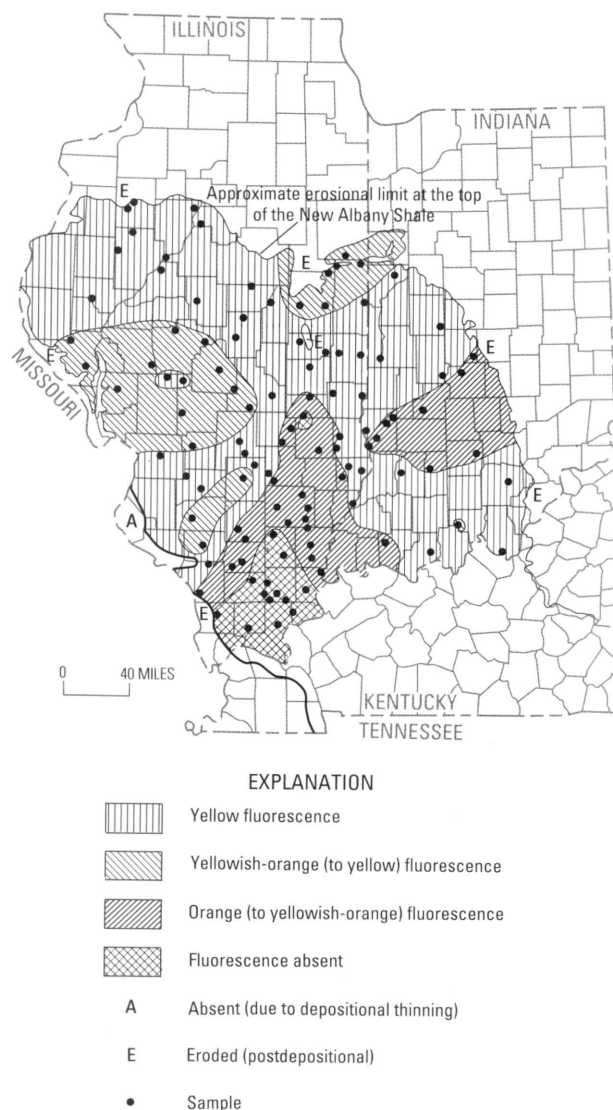 ILLINOIS
INDIANA
E
Approximate erosional limit at the top
of the New Albany Shale
E
E
E
E
MISSOURI
E
A
E
0 40 MILES
KENTUCKY
TENNESSEE
EXPLANATION
Yellow fluorescence
Yellowish-orange (to yellow) fluorescence
Orange (to yellowish-orange) fluorescence
Fluorescence absent
A Absent (due to depositional thinning)
E Eroded (postdepositional)
● Sample